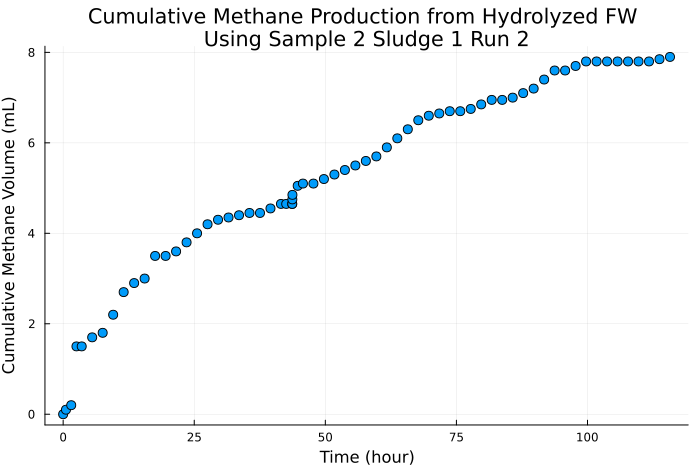 Cumulative Methane Production from Hydrolyzed FW
Using Sample 2 Sludge 1 Run 2
Cumulative Methane Volume (mL)
8
6
4
2
0
0 25 50 75 100
Time (hour)